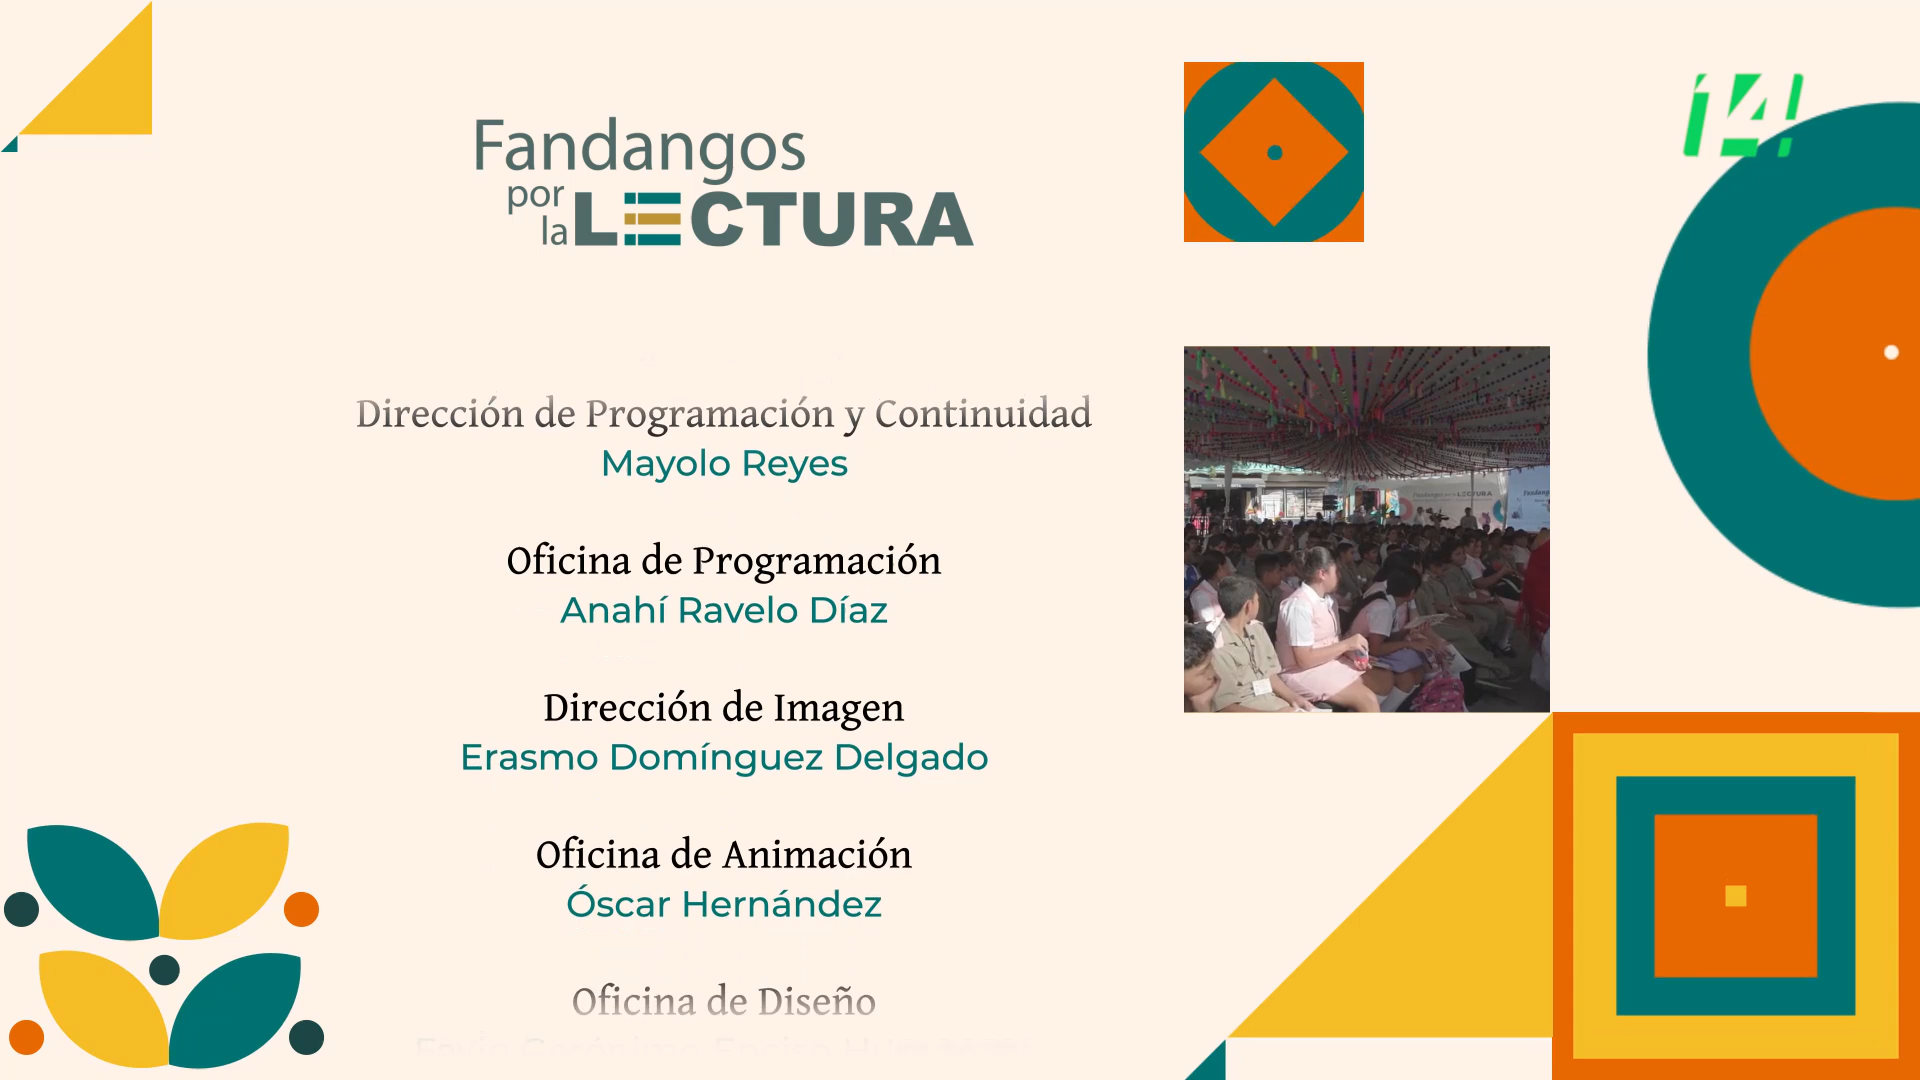 Fandangos
por
la LECTURA
14!
Dirección de Programación y Continuidad
Mayolo Reyes
Oficina de Programación
Anahí Ravelo Díaz
Dirección de Imagen
Erasmo Domínguez Delgado
Oficina de Animación
Óscar Hernández
Oficina de Diseño